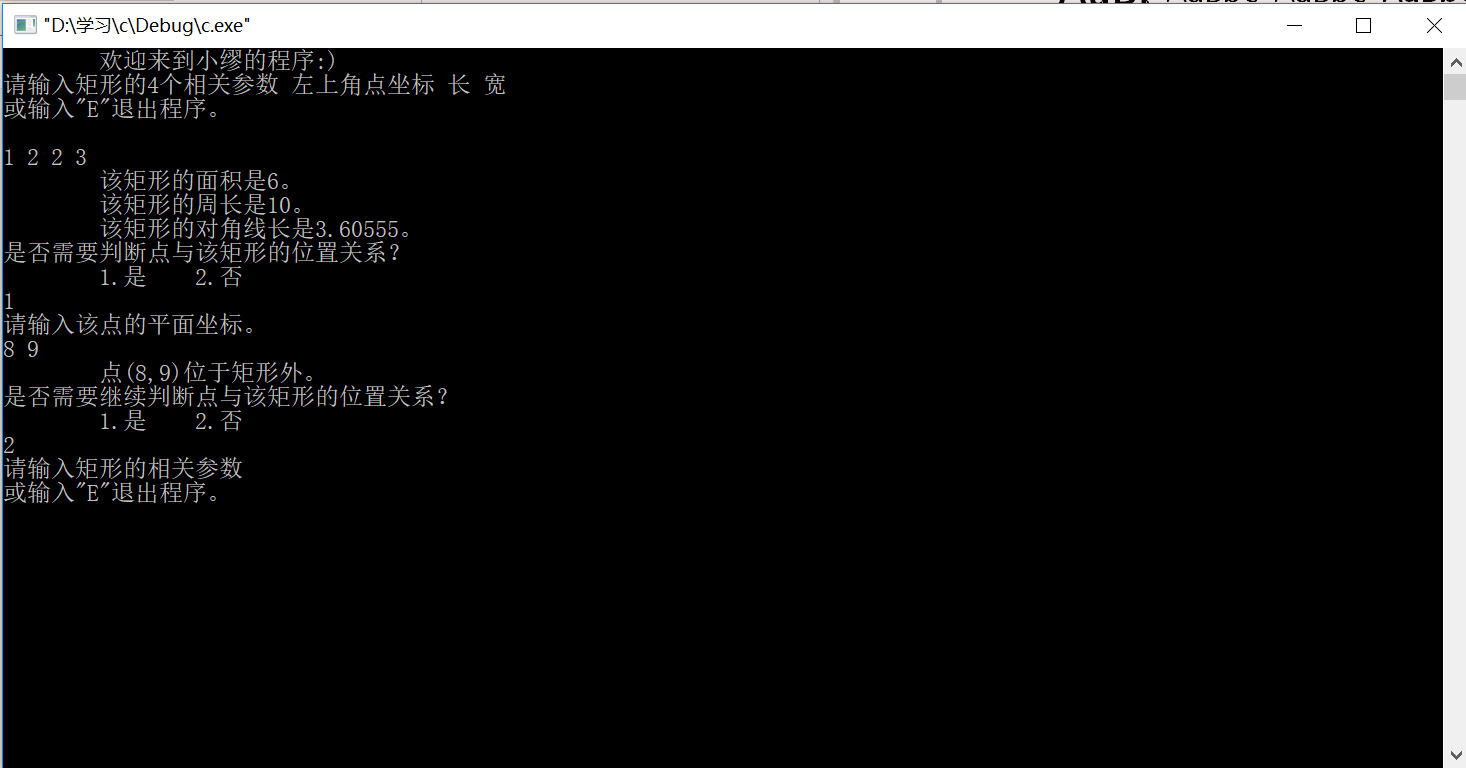 "D:\学习\c\Debug\c.exe"
欢迎来到小缪的程序:)
请输入矩形的4个相关参数 左上角点坐标 长 宽
或输入"E"退出程序。
1 2 2 3
该矩形的面积是6。
该矩形的周长是10。
该矩形的对角线长是3.60555。
是否需要判断点与该矩形的位置关系?
1.是 2.否
1
请输入该点的平面坐标。
8 9
点(8,9)位于矩形外。
是否需要继续判断点与该矩形的位置关系?
1.是 2.否
2
请输入矩形的相关参数
或输入"E"退出程序。